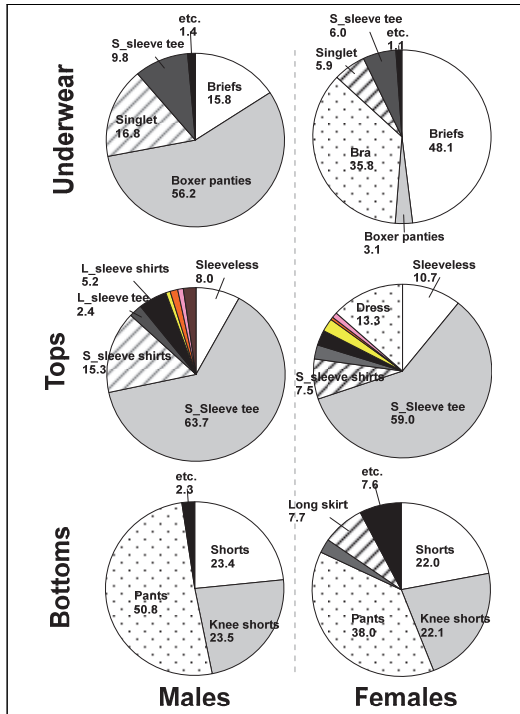 Underwear
etc.
1.4
S_sleeve tee
9.8
Singlet
16.8
Briefs
15.8
Boxer panties
56.2
S_sleeve tee
6.0
etc.
1.1
Singlet
5.9
Bra
35.8
Briefs
48.1
Boxer panties
3.1
Tops
L_sleeve shirts
5.2
L_sleeve tee
2.4
S_sleeve shirts
15.3
Sleeveless
8.0
S_Sleeve tee
63.7
Sleeveless
10.7
Dress
13.3
S_sleeve shirts
7.5
S_Sleeve tee
59.0
Bottoms
etc.
2.3
Shorts
23.4
Pants
50.8
Knee shorts
23.5
etc.
7.6
Long skirt
7.7
Shorts
22.0
Pants
38.0
Knee shorts
22.1
Males
Females